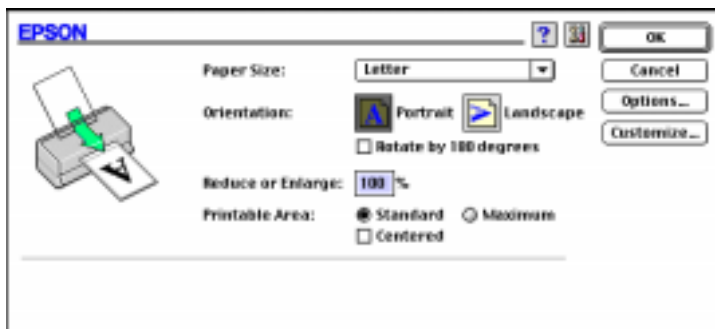 EPSON
?
OK
Paper Size: Letter
Cancel
Orientation: A Portrait Landscape
Options...
Rotate by 180 degrees
Customize...
Reduce or Enlarge: 100 %
Printable Area: Standard Maximum
Centered
A